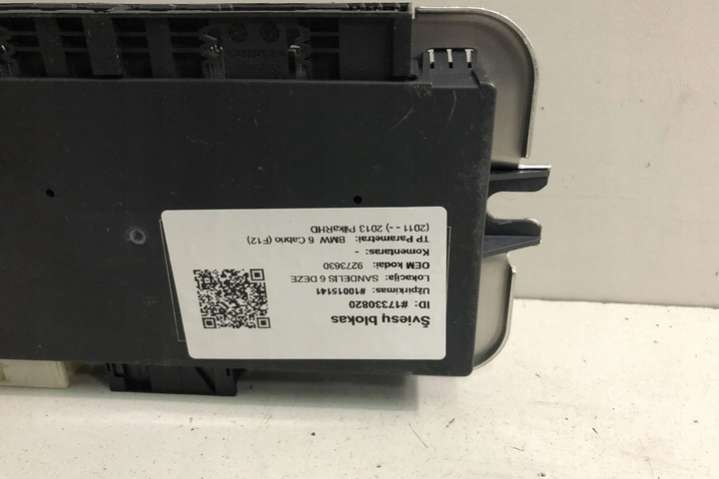 Šviesų blokas
ID: #17330820
Užpirkimas: #10015141
Lokacija: SANDELIS 6 DEZE
OEM kodai: 9273630
Komentaras: -
TP Parametrai: BMW 6 Cabrio (F12)
(2011 - -) 2013 PilkaRHD